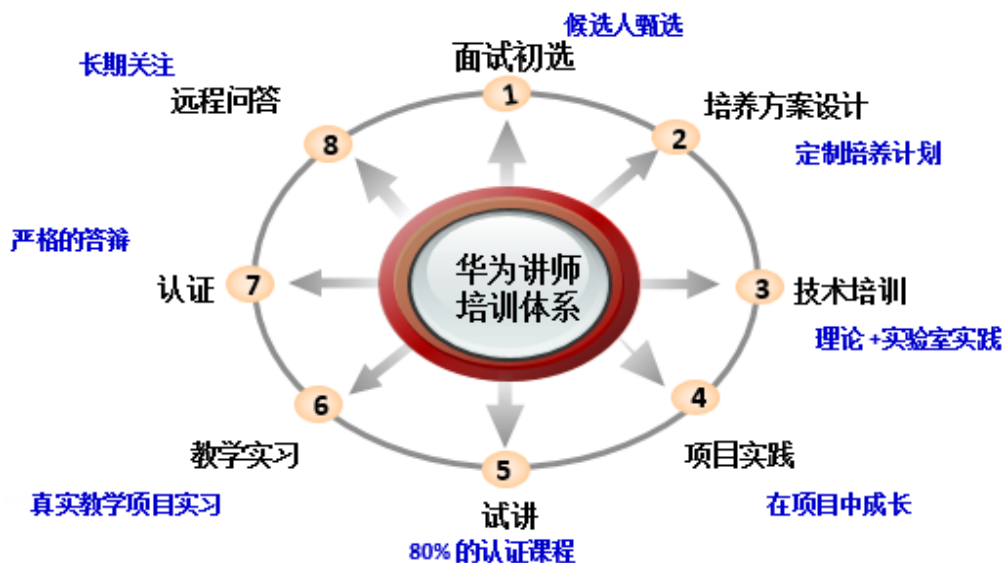 候选人甄选
面试初选
1
培养方案设计
2
定制培养计划
3
技术培训
理论+实验室实践
4
项目实践
在项目中成长
5
试讲
80%的认证课程
6
教学实习
真实教学项目实习
严格的答辩
认证
7
长期关注
远程问答
8
华为讲师
培训体系